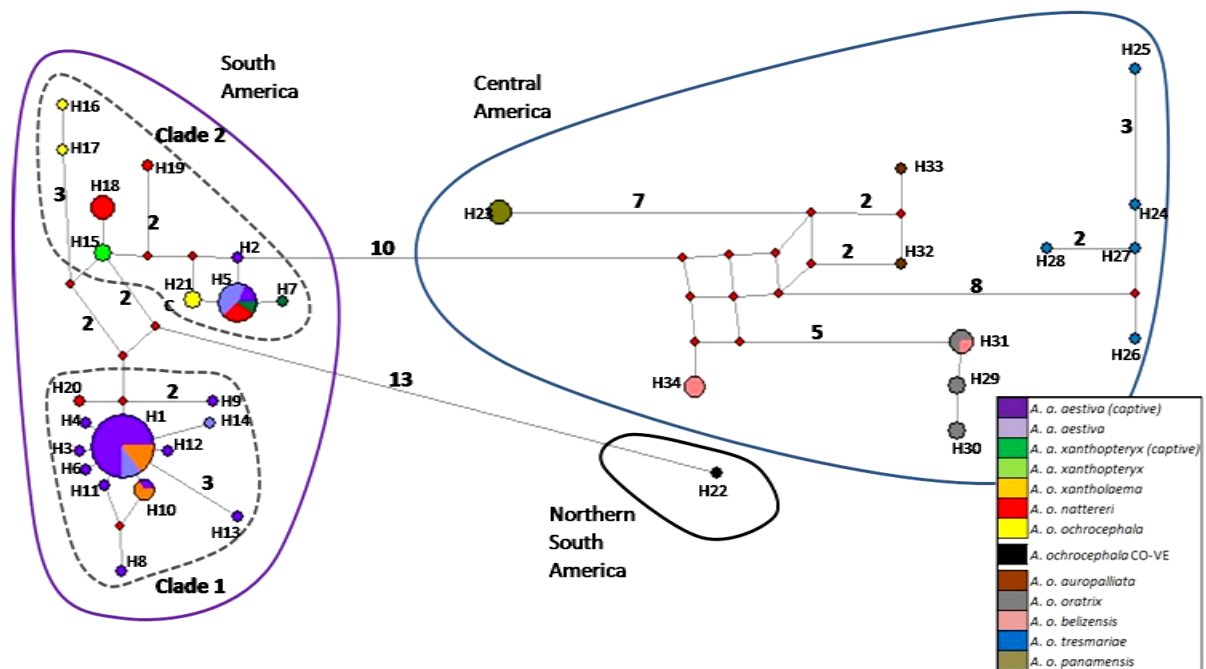 South
America
Central
America
H25
H16
Clade 2
3
H17
H19
H33
H18
3
2
7
2
H23
H24
H15
10
H2
2
H32
2
H28
H27
H21
H5
H7
8
2
C
2
5
H31
H26
13
H34
H29
H20
2
H9
H4
H1
H14
H3
H12
H30
H6
3
H11
H10
H22
H13
H8
Clade 1
Northern
South
America
A. a. aestiva (captive)
A. a. aestiva
A. a. xanthopteryx (captive)
A. a. xanthopteryx
A. o. xantholaema
A. o. nattereri
A. o. ochrocephala
A. ochrocephala CO-VE
A. o. auropalliata
A. o. oratrix
A. o. belizensis
A. o. tresmariae
A. o. panamensis